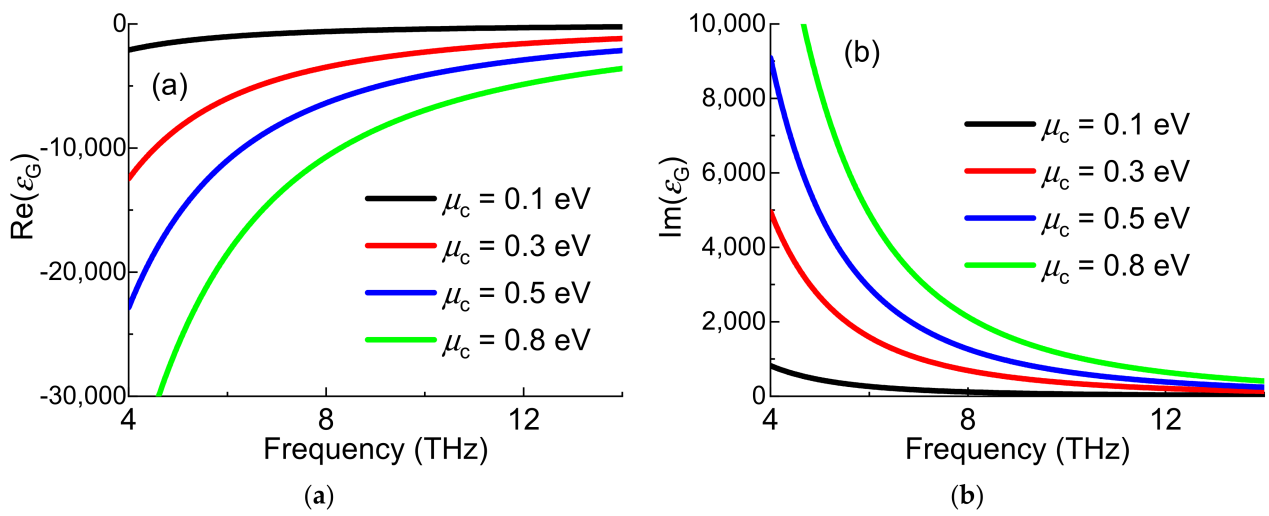 0
-10,000
-20,000
-30,000
Re(εG)
(a)
μc = 0.1 eV
μc = 0.3 eV
μc = 0.5 eV
μc = 0.8 eV
4
8
12
Frequency (THz)
(a)
10,000
8,000
6,000
4,000
2,000
0
Im(εG)
(b)
μc = 0.1 eV
μc = 0.3 eV
μc = 0.5 eV
μc = 0.8 eV
4
8
12
Frequency (THz)
(b)